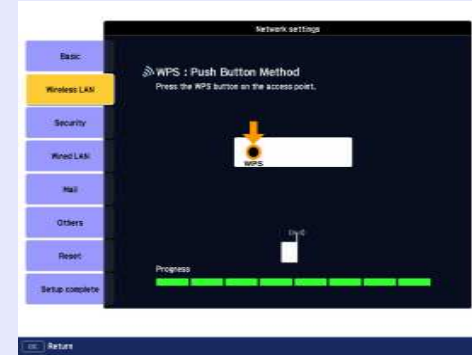 Network settings
Basic
Wireless LAN
Security
Wired LAN
Mail
Others
Reset
Setup complete
WPS : Push Button Method
Press the WPS button on the access point.
WPS
Progress
Return